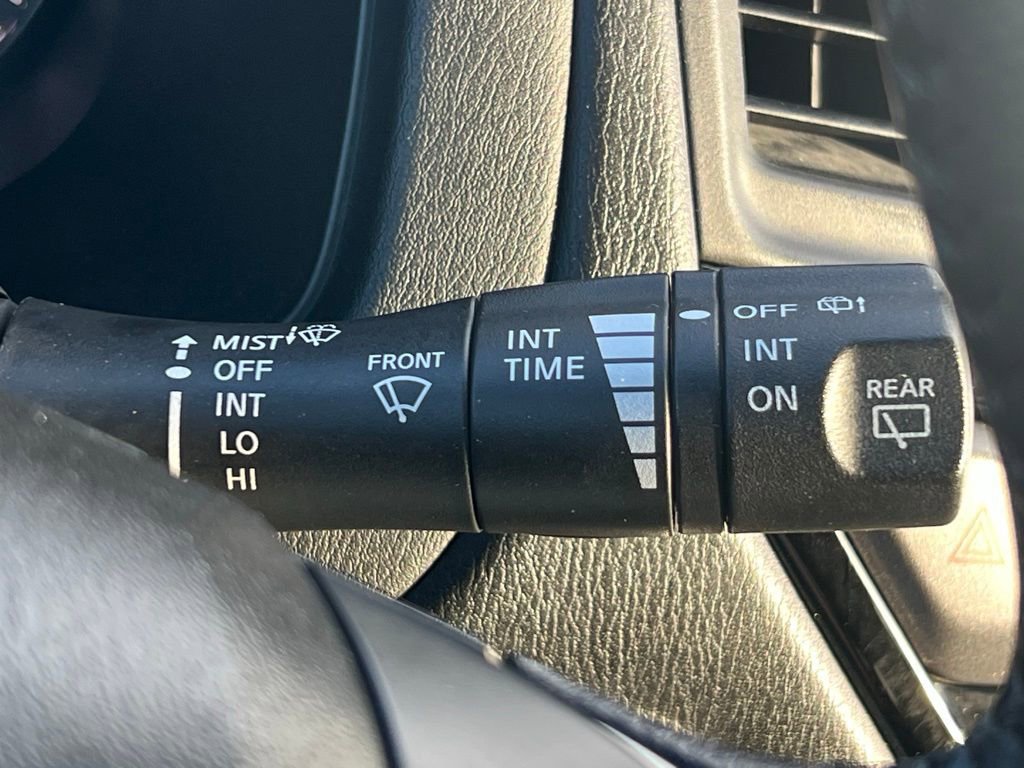 MIST
OFF
INT
LO
HI
FRONT
INT
TIME
OFF
INT
ON
REAR